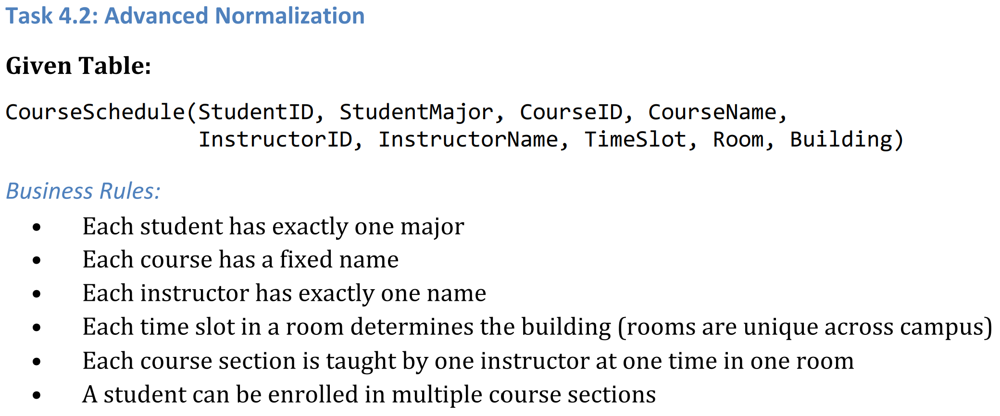 Task 4.2: Advanced Normalization
Given Table:
CourseSchedule(StudentID, StudentMajor, CourseID, CourseName,
InstructorID, InstructorName, TimeSlot, Room, Building)
Business Rules:
• Each student has exactly one major
• Each course has a fixed name
• Each instructor has exactly one name
• Each time slot in a room determines the building (rooms are unique across campus)
• Each course section is taught by one instructor at one time in one room
• A student can be enrolled in multiple course sections